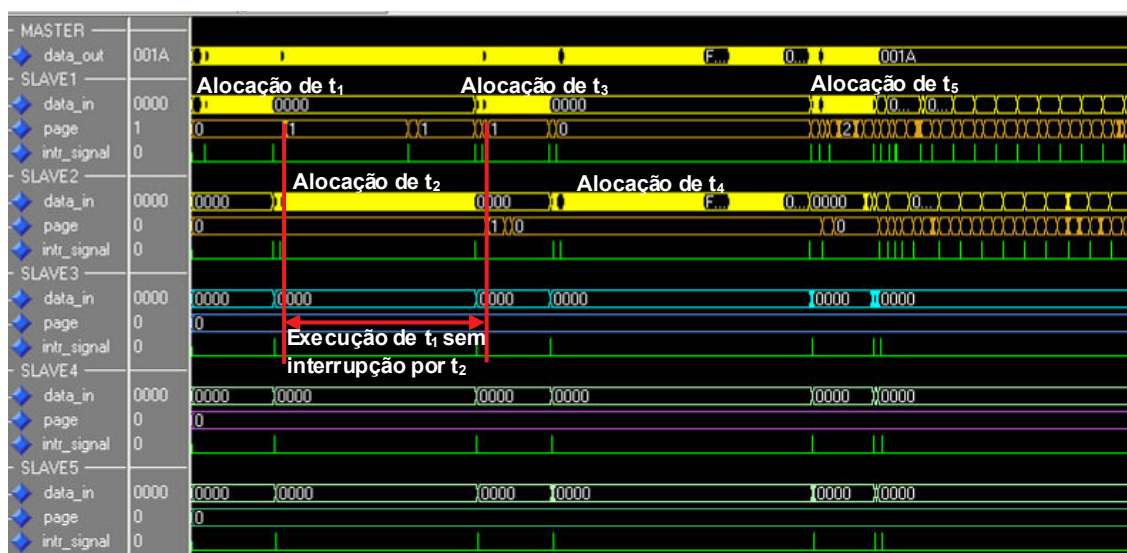 MASTER
data_out 001A F... 0... 001A
SLAVE1 Alocação de t₁ Alocação de t₃ Alocação de t₅
data_in 0000 0000 0000 0... 0...
page 1 0 1 1 1 0 2
intr_signal 0
SLAVE2 Alocação de t₂ Alocação de t₄
data_in 0000 0000 0000 F... 0... 0000 0...
page 0 0 1 0 0
intr_signal 0
SLAVE3
data_in 0000 0000 0000 0000 0000 0000 0000
page 0 0
intr_signal 0
Execução de t₁ sem
interrupção por t₂
SLAVE4
data_in 0000 0000 0000 0000 0000 0000 0000
page 0 0
intr_signal 0
SLAVE5
data_in 0000 0000 0000 0000 0000 0000 0000
page 0 0
intr_signal 0